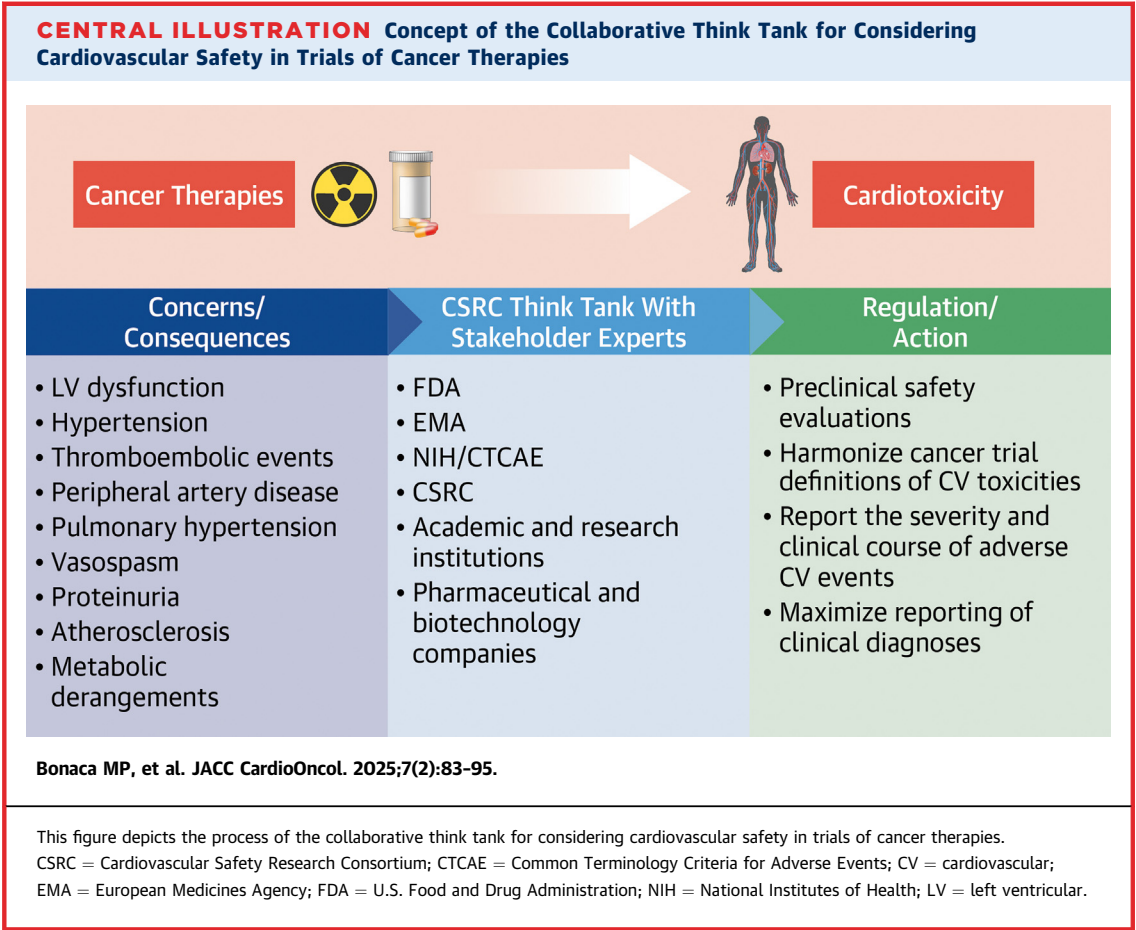 CENTRAL ILLUSTRATION Concept of the Collaborative Think Tank for Considering
Cardiovascular Safety in Trials of Cancer Therapies
Cancer Therapies
Cardiotoxicity
Concerns/
Consequences
• LV dysfunction
• Hypertension
• Thromboembolic events
• Peripheral artery disease
• Pulmonary hypertension
• Vasospasm
• Proteinuria
• Atherosclerosis
• Metabolic
derangements
CSRC Think Tank With
Stakeholder Experts
• FDA
• EMA
• NIH/CTCAE
• CSRC
• Academic and research
institutions
• Pharmaceutical and
biotechnology
companies
Regulation/
Action
• Preclinical safety
evaluations
• Harmonize cancer trial
definitions of CV toxicities
• Report the severity and
clinical course of adverse
CV events
• Maximize reporting of
clinical diagnoses
Bonaca MP, et al. JACC CardioOncol. 2025;7(2):83–95.
This figure depicts the process of the collaborative think tank for considering cardiovascular safety in trials of cancer therapies.
CSRC = Cardiovascular Safety Research Consortium; CTCAE = Common Terminology Criteria for Adverse Events; CV = cardiovascular;
EMA = European Medicines Agency; FDA = U.S. Food and Drug Administration; NIH = National Institutes of Health; LV = left ventricular.